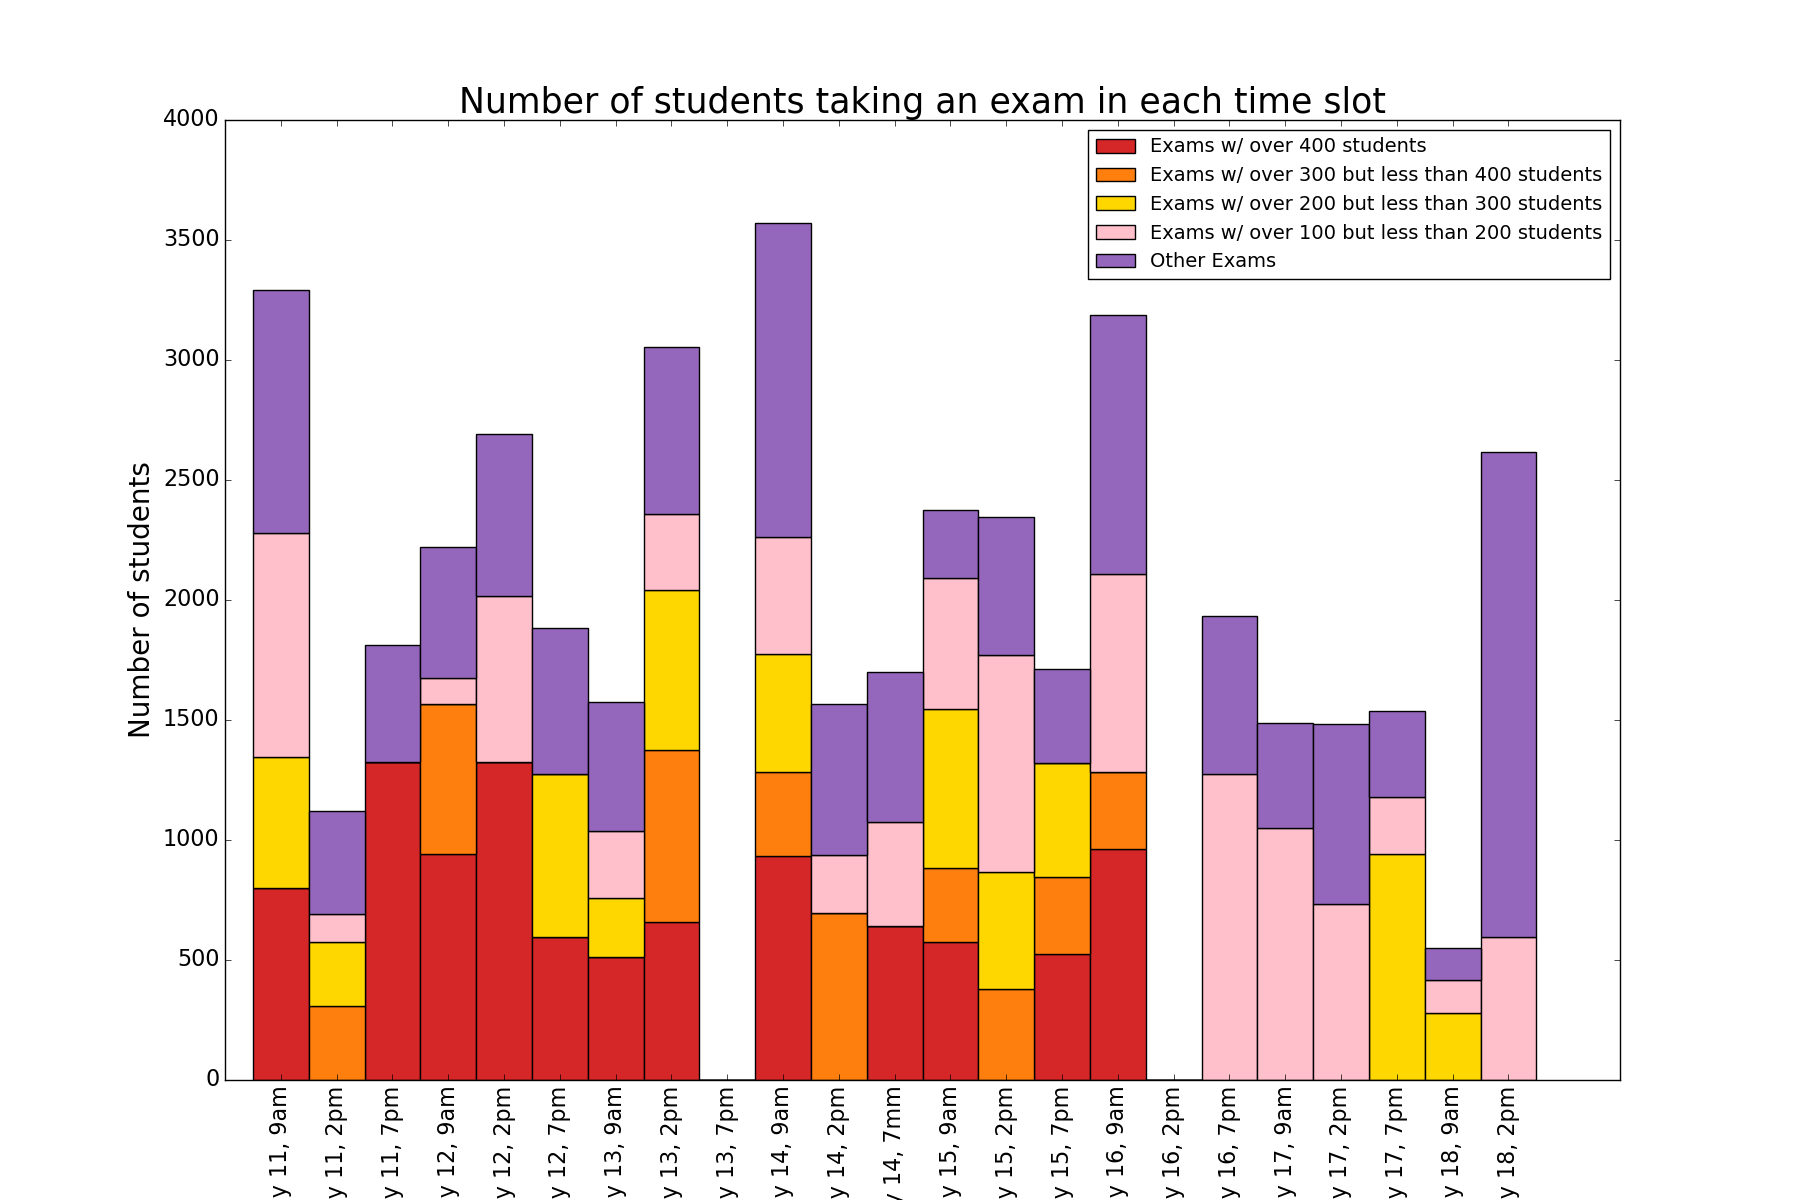 Number of students taking an exam in each time slot
4000
3500
3000
2500
2000
1500
1000
500
0
Number of students
Exams w/ over 400 students
Exams w/ over 300 but less than 400 students
Exams w/ over 200 but less than 300 students
Exams w/ over 100 but less than 200 students
Other Exams
y 11, 9am
y 11, 2pm
y 11, 7pm
y 12, 9am
y 12, 2pm
y 12, 7pm
y 13, 9am
y 13, 2pm
y 13, 7pm
y 14, 9am
y 14, 2pm
y 14, 7mm
y 15, 9am
y 15, 2pm
y 15, 7pm
y 16, 9am
y 16, 2pm
y 16, 7pm
y 17, 9am
y 17, 2pm
y 17, 7pm
y 18, 9am
y 18, 2pm